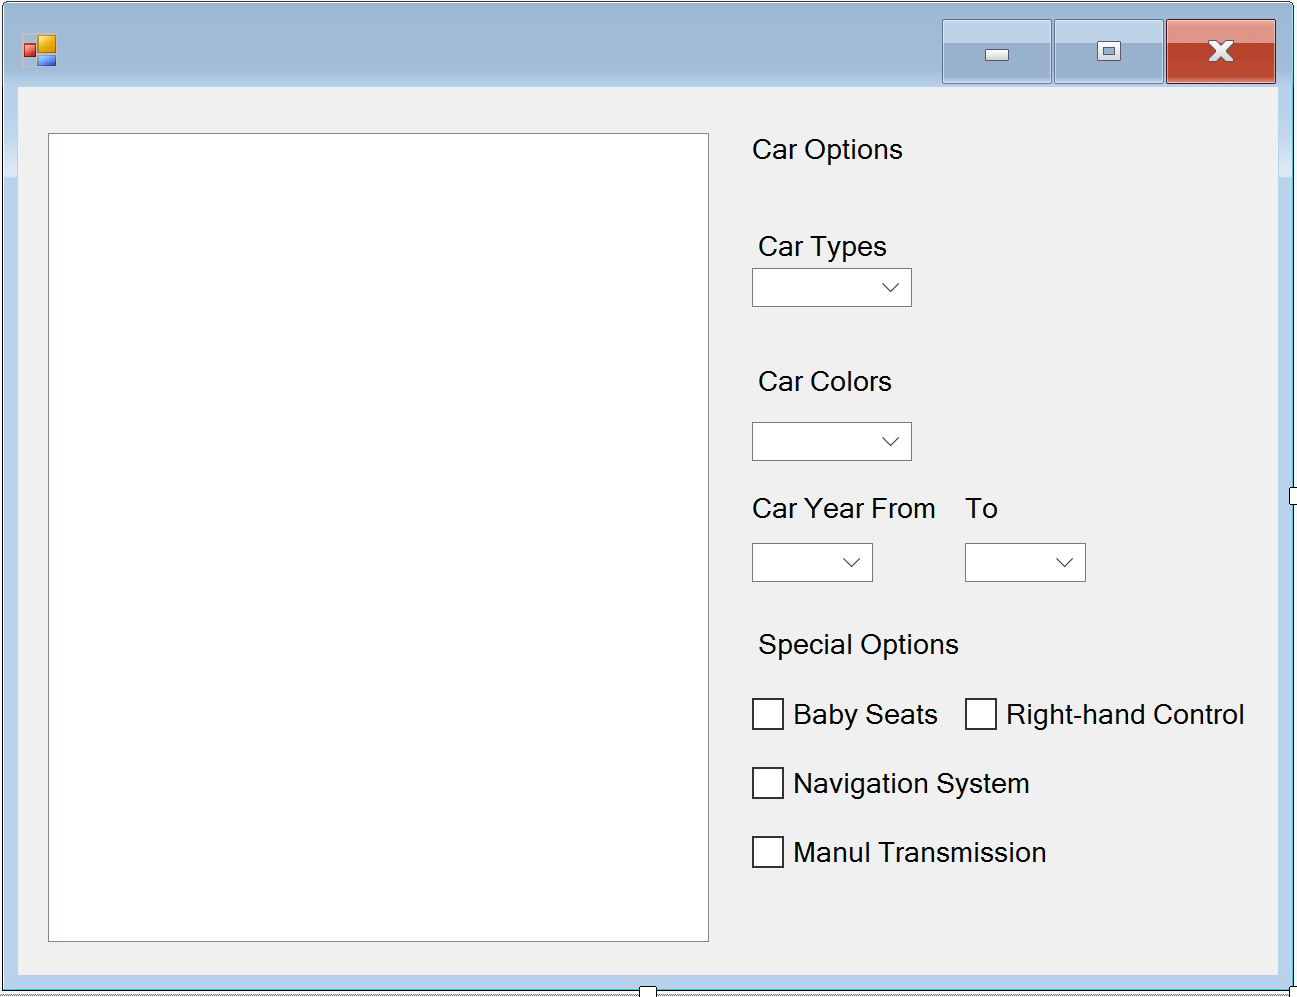 Car Options
Car Types
Car Colors
Car Year From To
Special Options
Baby Seats Right-hand Control
Navigation System
Manul Transmission